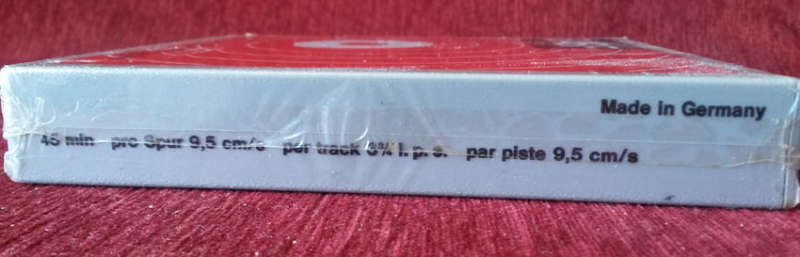 Made in Germany
45 min pro Spur 9,5 cm/s per track 3¾ i. p. s. par piste 9,5 cm/s